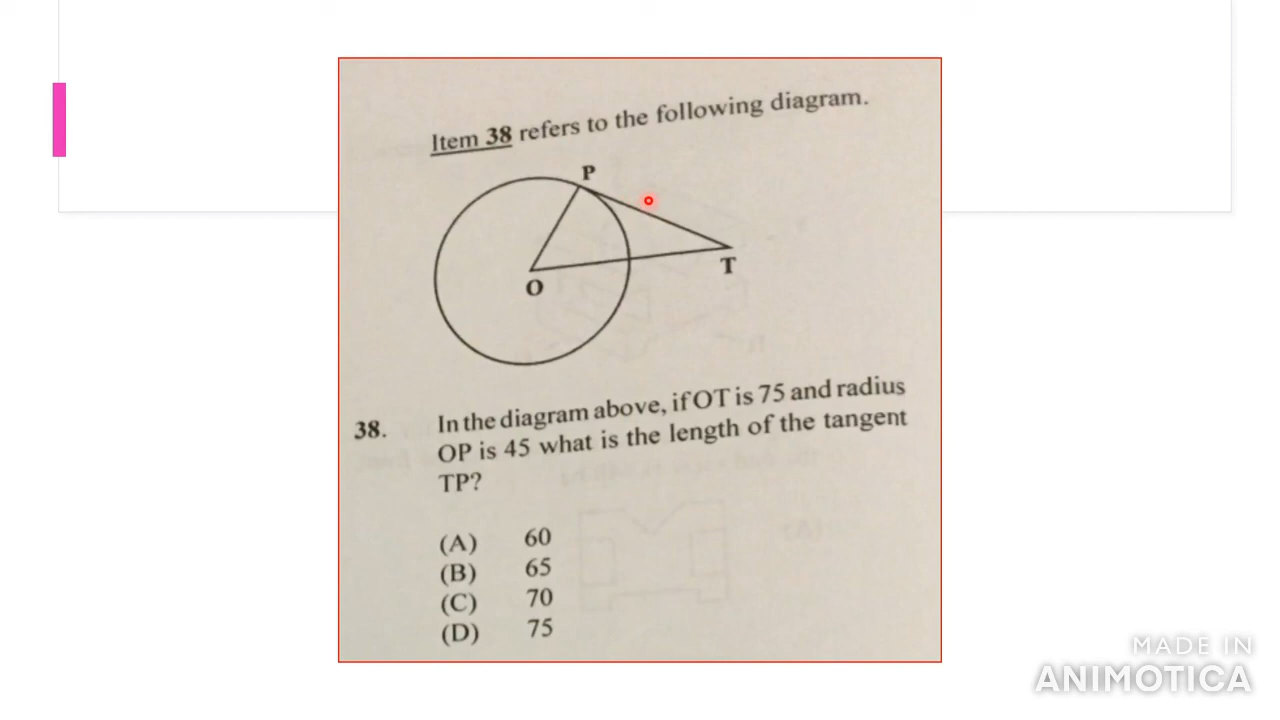 Item 38 refers to the following diagram.
P
T
O
38. In the diagram above, if OT is 75 and radius
OP is 45 what is the length of the tangent
TP?
(A) 60
(B) 65
(C) 70
(D) 75
MADE IN
ANIMOTICA